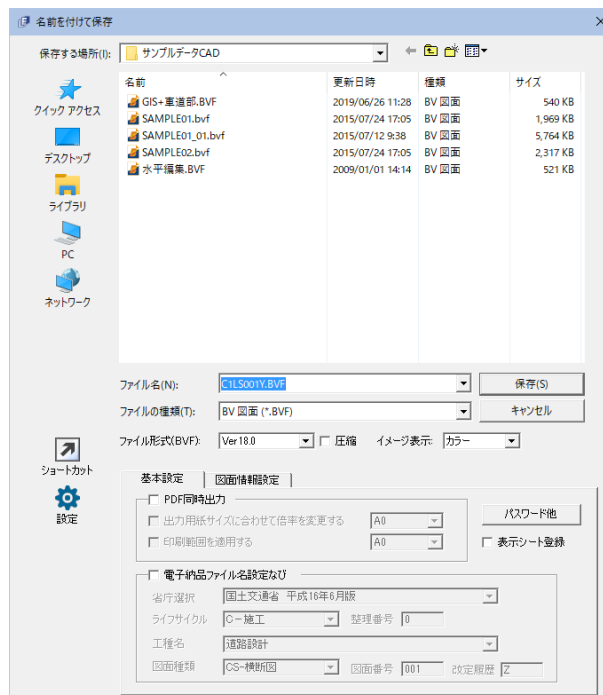 名前を付けて保存
保存する場所(I): サンプルデータCAD
名前 更新日時 種類 サイズ
GIS+車道部.BVF 2019/06/26 11:28 BV 図面 540 KB
SAMPLE01.bvf 2015/07/24 17:05 BV 図面 1,969 KB
SAMPLE01_01.bvf 2015/07/12 9:38 BV 図面 5,764 KB
SAMPLE02.bvf 2015/07/24 17:05 BV 図面 2,317 KB
水平編集.BVF 2009/01/01 14:14 BV 図面 521 KB
クイック アクセス
デスクトップ
ライブラリ
PC
ネットワーク
ファイル名(N): C1LS001Y.BVF 保存(S)
ファイルの種類(T): BV 図面 (*.BVF) キャンセル
ファイル形式(BVF): Ver18.0 圧縮 イメージ表示: カラー
ショートカット
設定
基本設定 図面情報設定
PDF同時出力
出力用紙サイズに合わせて倍率を変更する A0
印刷範囲を適用する A0
パスワード他
表示シート登録
電子納品ファイル名設定なび
省庁選択 国土交通省 平成16年6月版
ライフサイクル C-施工 整理番号 0
工種名 道路設計
図面種類 CS-横断図 図面番号 001 改定履歴 Z